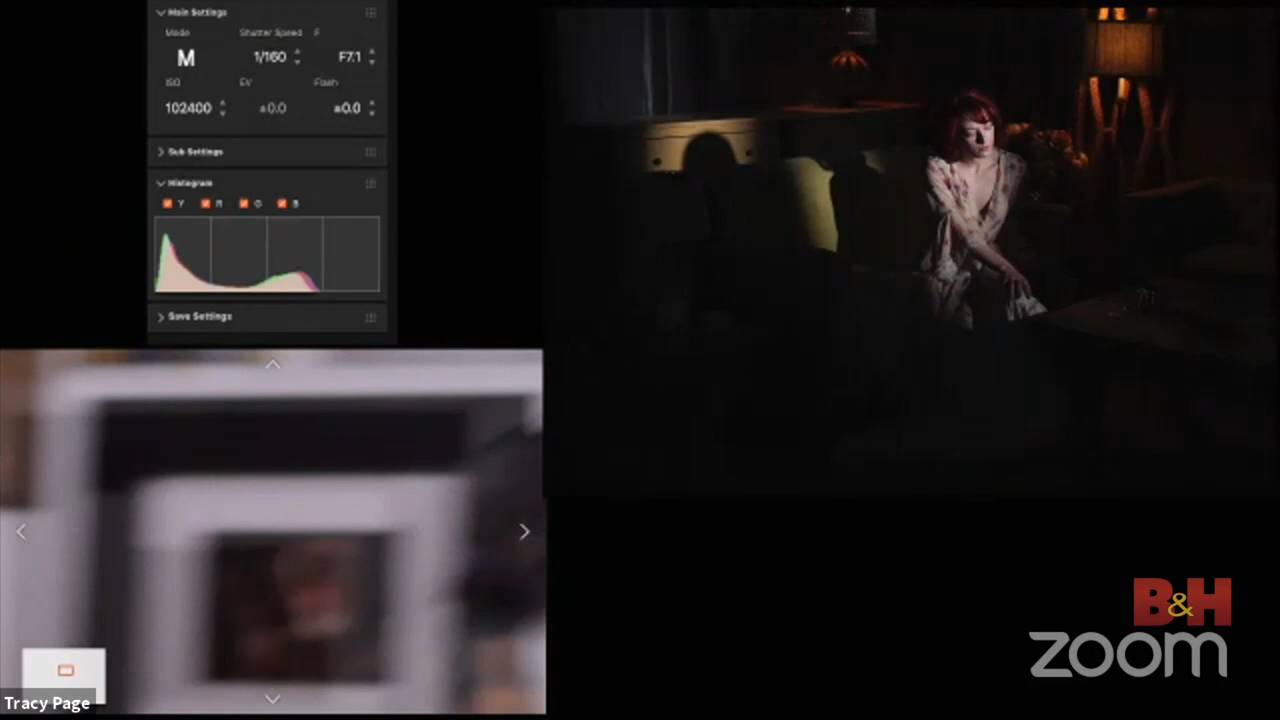 Main Settings
Mode Shutter Speed F
M 1/160 F7.1
ISO EV Flash
102400 ±0.0 ±0.0
Sub Settings
Histogram
Y R G B
Save Settings
Tracy Page
B&H
zoom